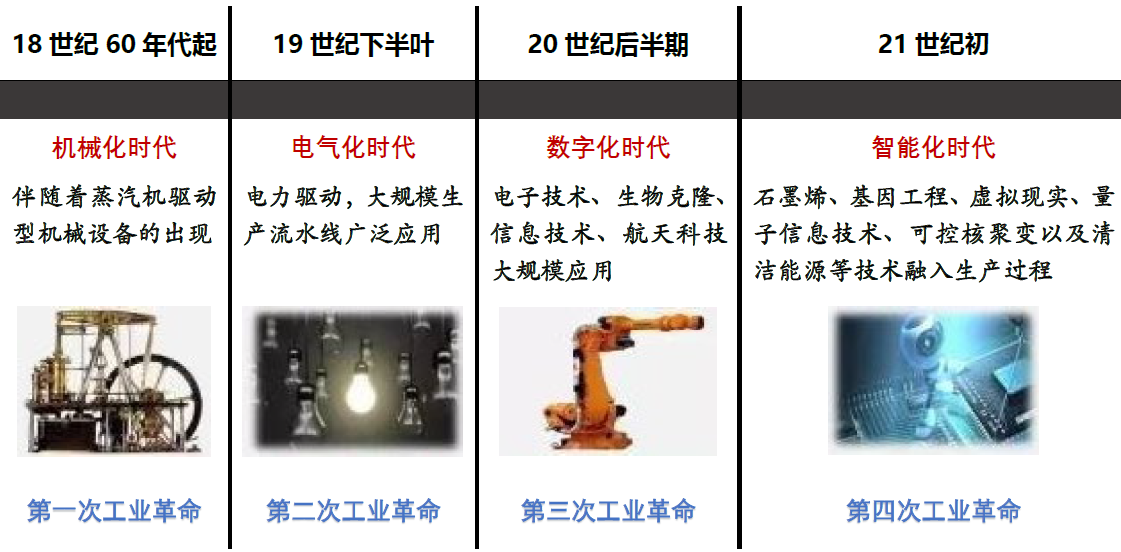 18 世纪 60 年代起
19 世纪下半叶
20 世纪后半期
21 世纪初
机械化时代
电气化时代
数字化时代
智能化时代
伴随着蒸汽机驱动
型机械设备的出现
电力驱动，大规模生
产流水线广泛应用
电子技术、生物克隆、
信息技术、航天科技
大规模应用
石墨烯、基因工程、虚拟现实、量
子信息技术、可控核聚变以及清
洁能源等技术融入生产过程
第一次工业革命
第二次工业革命
第三次工业革命
第四次工业革命